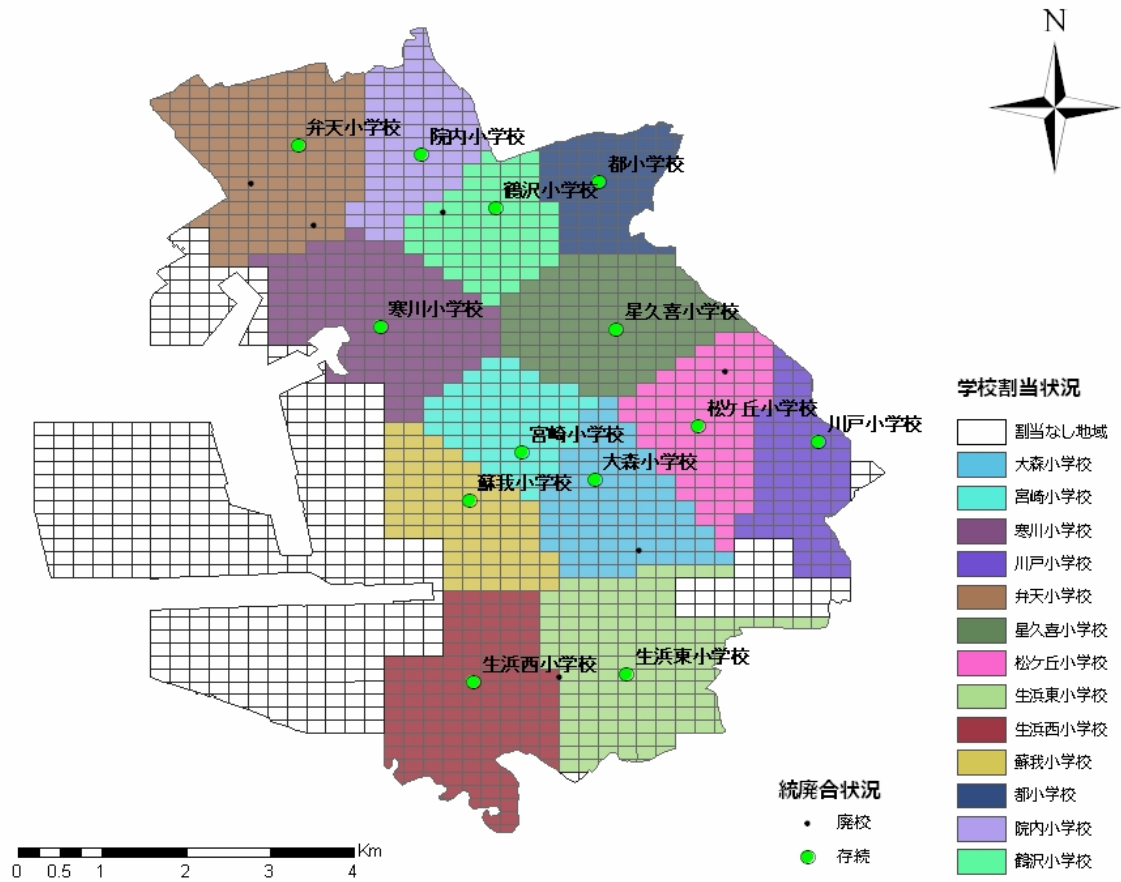 N
弁天小学校
院内小学校
都小学校
鶴沢小学校
寒川小学校
星久喜小学校
松ケ丘小学校
川戸小学校
宮崎小学校
大森小学校
蘇我小学校
生浜西小学校
生浜東小学校
学校割当状況
割当なし地域
大森小学校
宮崎小学校
寒川小学校
川戸小学校
弁天小学校
星久喜小学校
松ケ丘小学校
生浜東小学校
生浜西小学校
蘇我小学校
都小学校
院内小学校
鶴沢小学校
統廃合状況
廃校
存続
Km
0 0.5 1 2 3 4